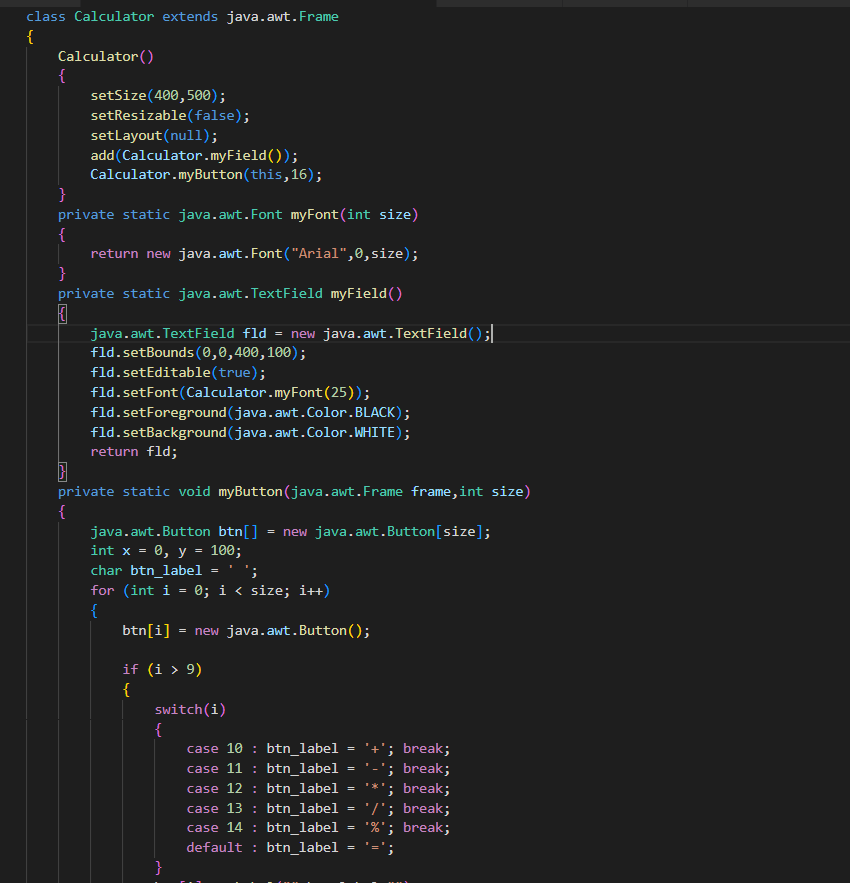 class Calculator extends java.awt.Frame
{
    Calculator()
    {
        setSize(400,500);
        setResizable(false);
        setLayout(null);
        add(Calculator.myField());
        Calculator.myButton(this,16);
    }
    private static java.awt.Font myFont(int size)
    {
        return new java.awt.Font("Arial",0,size);
    }
    private static java.awt.TextField myField()
    {
        java.awt.TextField fld = new java.awt.TextField();
        fld.setBounds(0,0,400,100);
        fld.setEditable(true);
        fld.setFont(Calculator.myFont(25));
        fld.setForeground(java.awt.Color.BLACK);
        fld.setBackground(java.awt.Color.WHITE);
        return fld;
    }
    private static void myButton(java.awt.Frame frame,int size)
    {
        java.awt.Button btn[] = new java.awt.Button[size];
        int x = 0, y = 100;
        char btn_label = ' ';
        for (int i = 0; i < size; i++)
        {
            btn[i] = new java.awt.Button();

            if (i > 9)
            {
                switch(i)
                {
                    case 10 : btn_label = '+'; break;
                    case 11 : btn_label = '-'; break;
                    case 12 : btn_label = '*'; break;
                    case 13 : btn_label = '/'; break;
                    case 14 : btn_label = '%'; break;
                    default : btn_label = '=';
                }